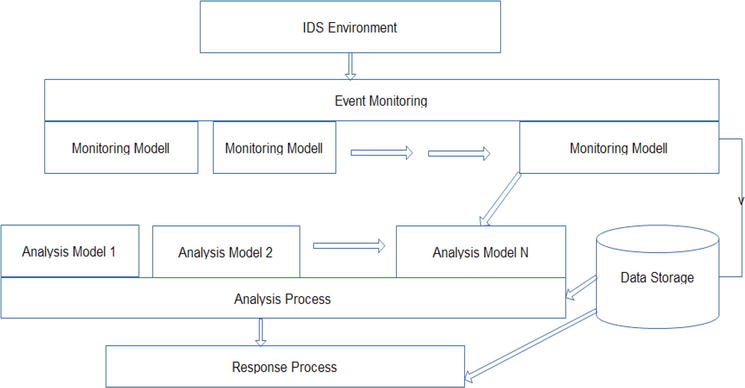 IDS Environment
Event Monitoring
Monitoring Modell
Monitoring Modell
Monitoring Modell
v
Analysis Model 1
Analysis Model 2
Analysis Model N
Data Storage
Analysis Process
Response Process